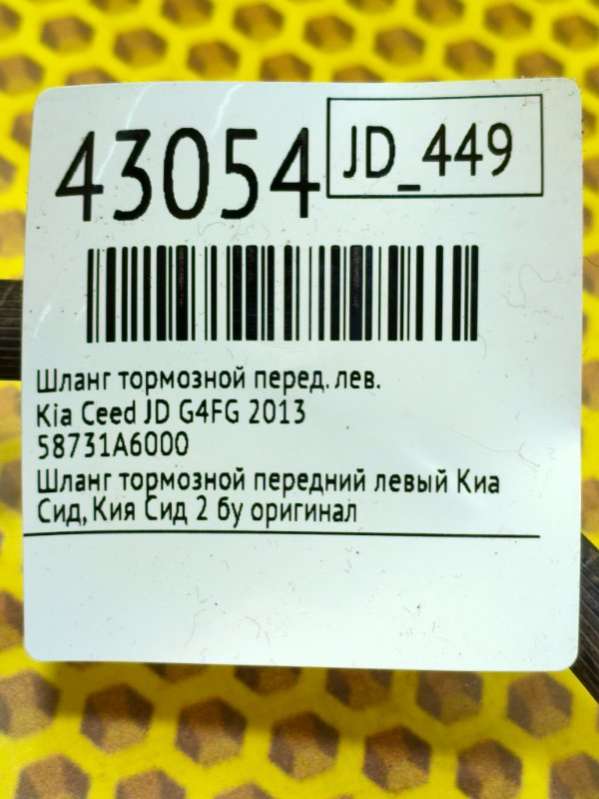 43054
JD_449
Шланг тормозной перед. лев.
Kia Ceed JD G4FG 2013
58731A6000
Шланг тормозной передний левый Киа
Сид, Кия Сид 2 бу оригинал